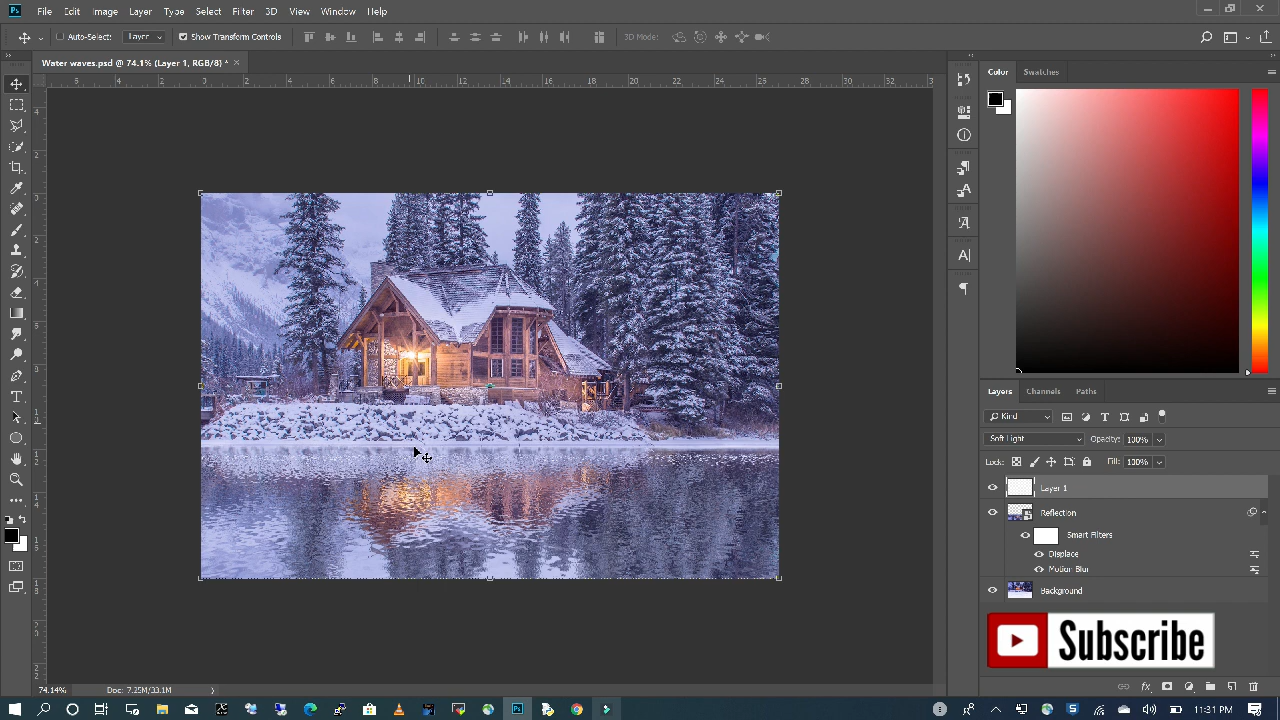 Ps File Edit Image Layer Type Select Filter 3D View Window Help
Auto-Select: Layer Show Transform Controls 3D Mode:
Water waves.psd @ 74.1% (Layer 1, RGB/8) *
Color Swatches
Layers Channels Paths
Kind
Soft Light Opacity: 100%
Lock: Fill: 100%
Layer 1
Reflection
Smart Filters
Displace
Motion Blur
Background
Subscribe
74.14% Doc: 7.25M/33.1M
11:31 PM